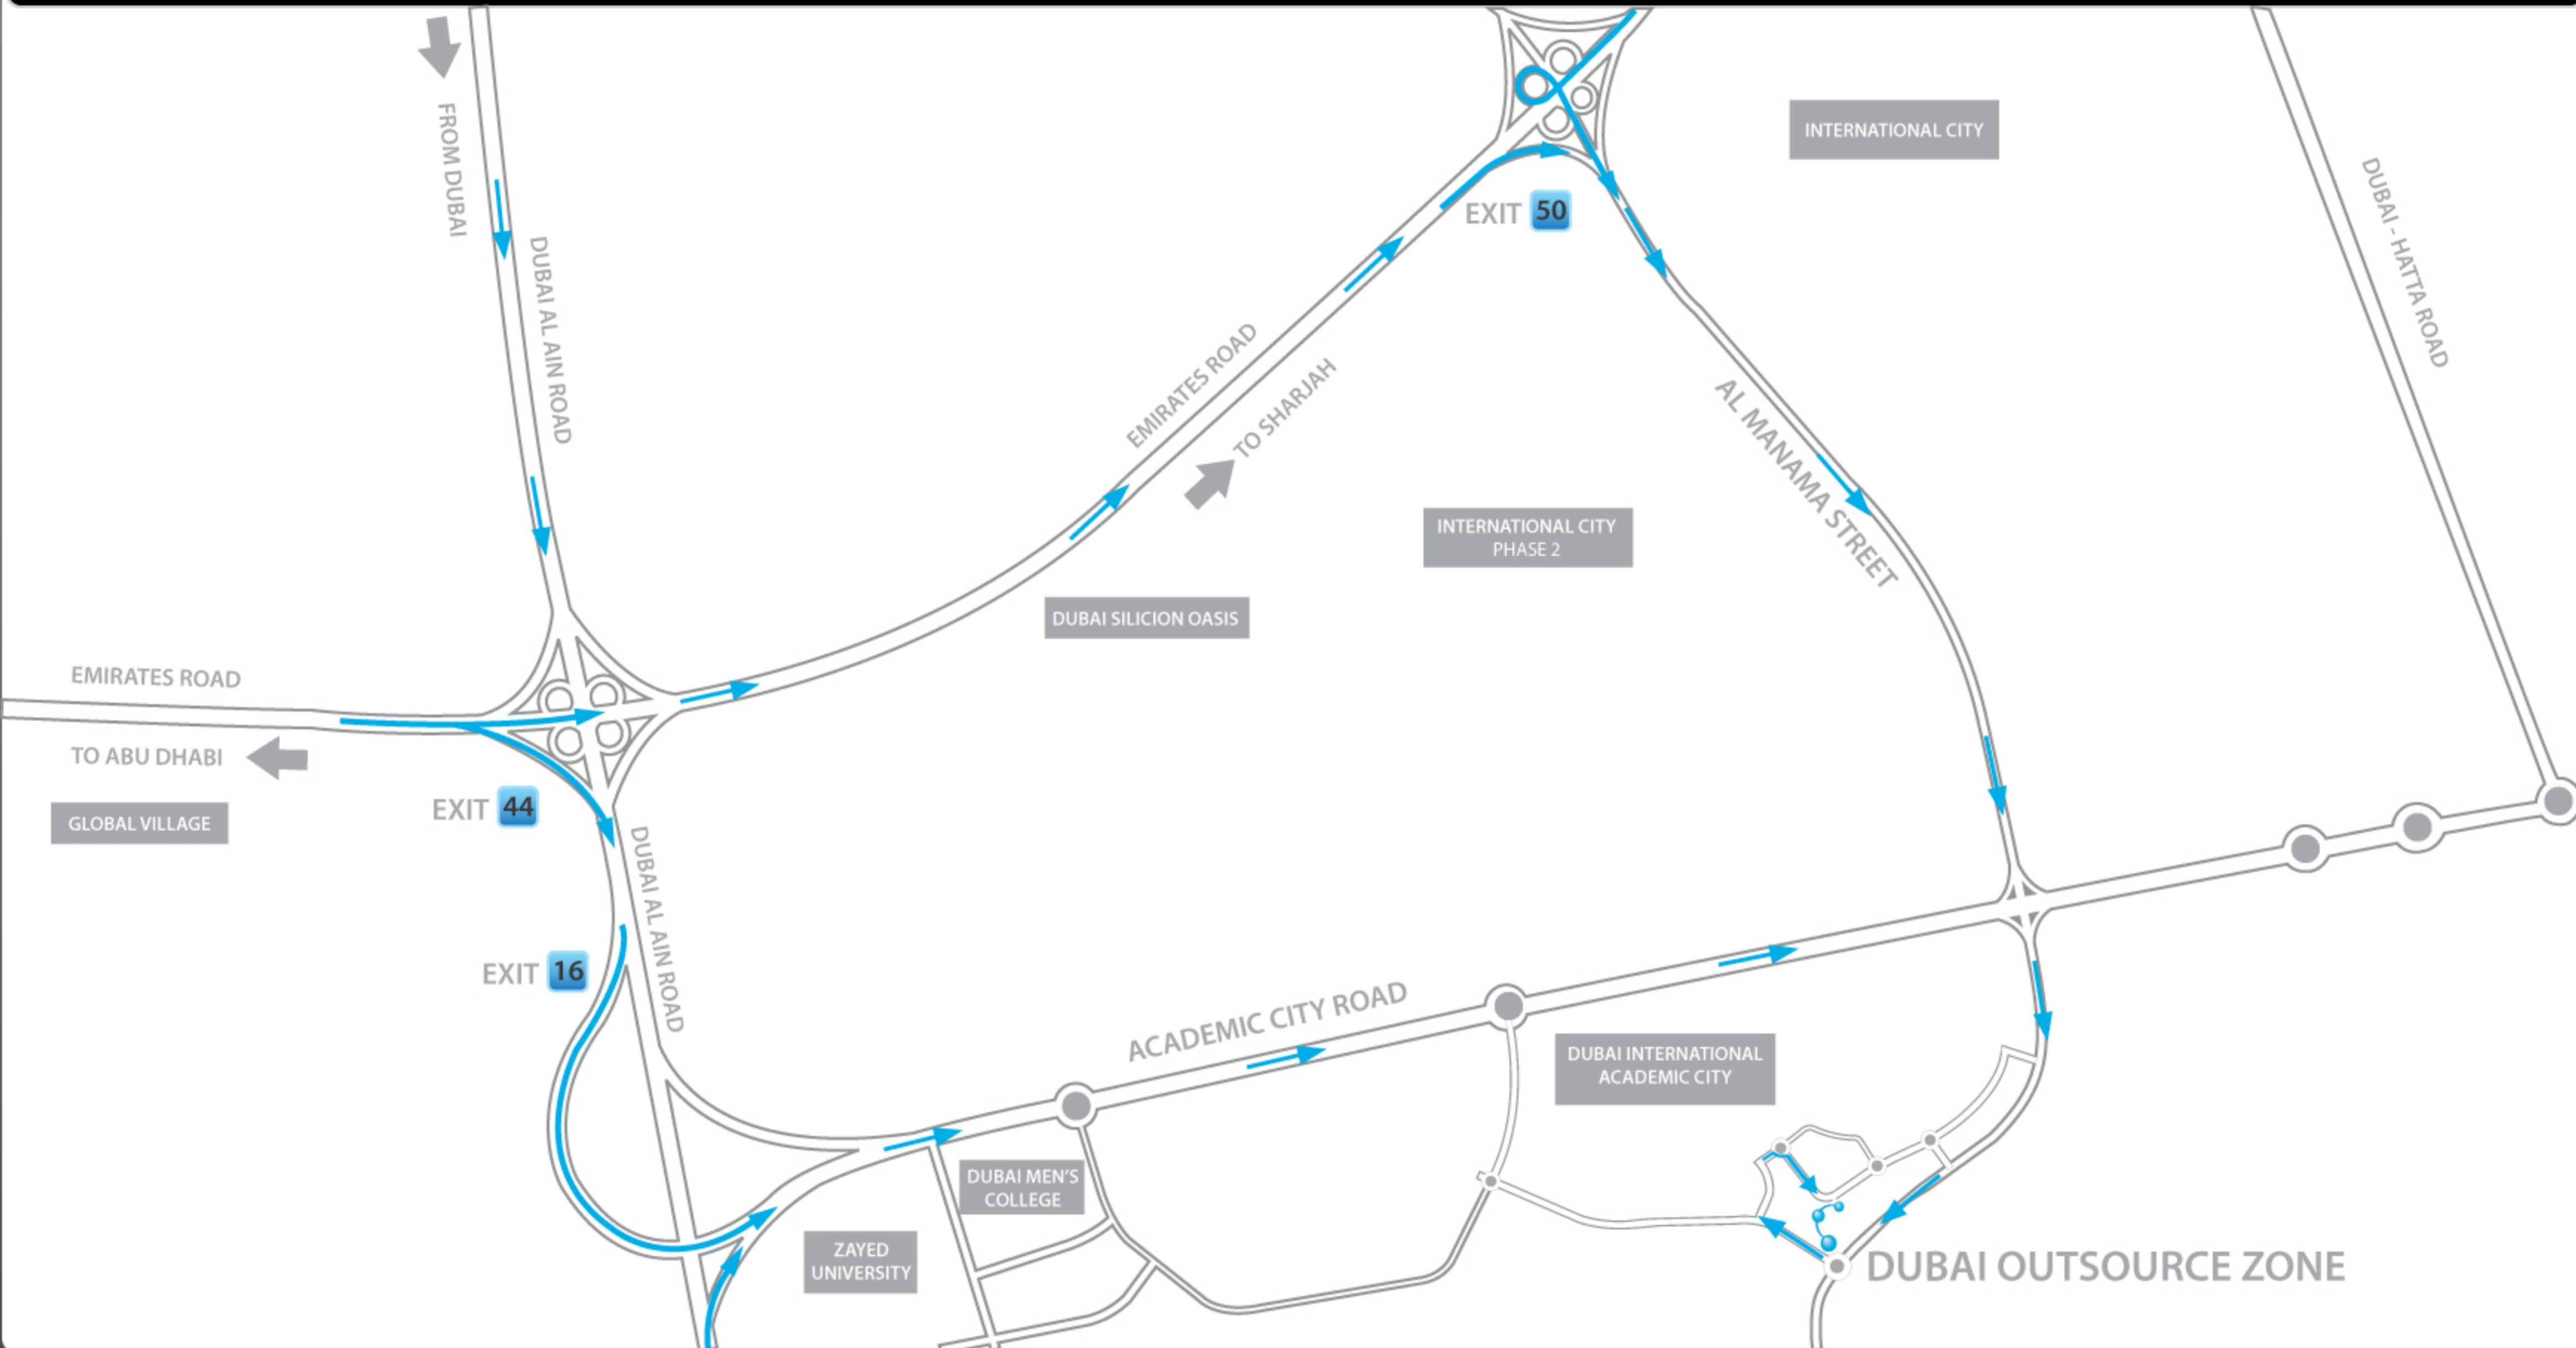 FROM DUBAI
DUBAI AL AIN ROAD
INTERNATIONAL CITY
DUBAI - HATTA ROAD
EXIT 50
EMIRATES ROAD
TO SHARJAH
AL MANAMA STREET
INTERNATIONAL CITY
PHASE 2
DUBAI SILICION OASIS
EMIRATES ROAD
TO ABU DHABI
GLOBAL VILLAGE
EXIT 44
DUBAI AL AIN ROAD
EXIT 16
ACADEMIC CITY ROAD
DUBAI INTERNATIONAL
ACADEMIC CITY
DUBAI MEN'S
COLLEGE
ZAYED
UNIVERSITY
DUBAI OUTSOURCE ZONE